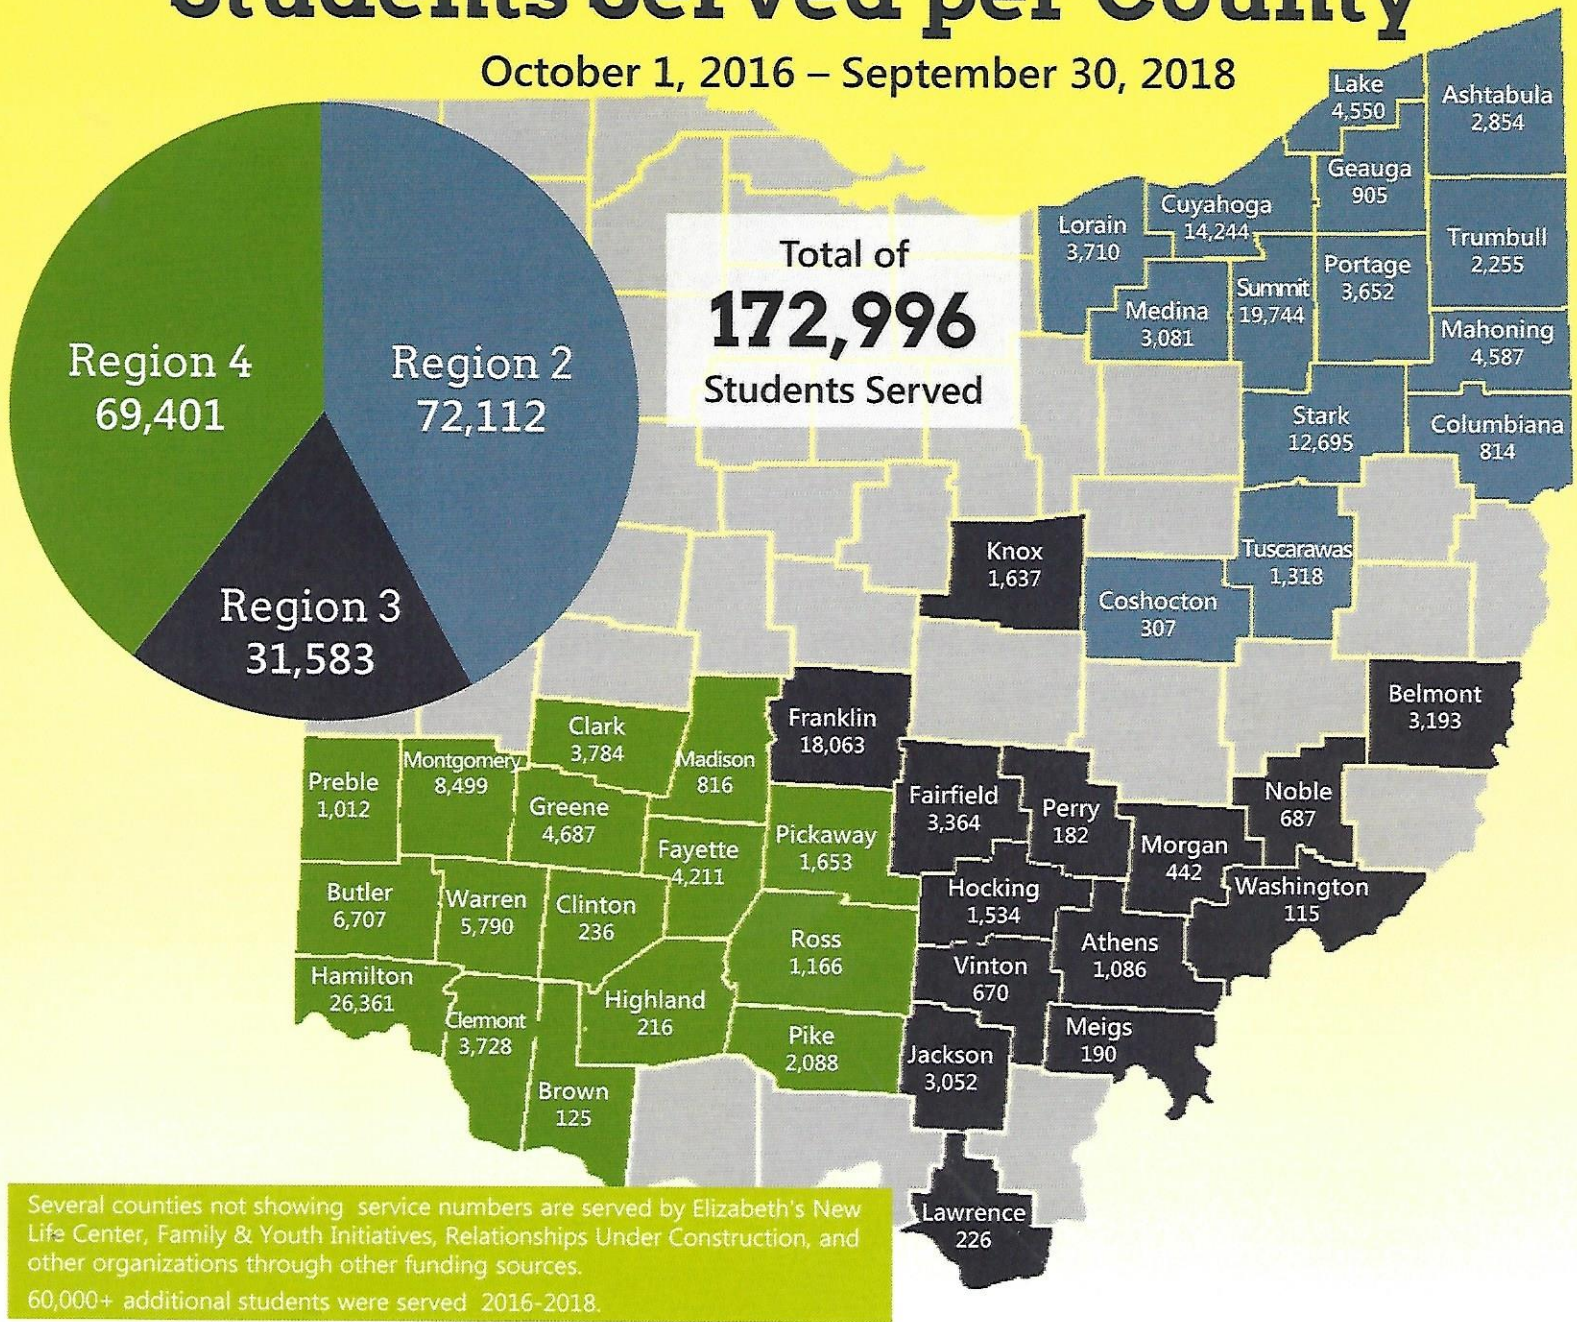 Students Served per County
October 1, 2016 – September 30, 2018
Region 4
69,401
Region 2
72,112
Region 3
31,583
Total of
172,996
Students Served
Lake
4,550
Ashtabula
2,854
Geauga
905
Cuyahoga
14,244
Lorain
3,710
Trumbull
2,255
Portage
3,652
Summit
19,744
Medina
3,081
Mahoning
4,587
Stark
12,695
Columbiana
814
Knox
1,637
Tuscarawas
1,318
Coshocton
307
Belmont
3,193
Franklin
18,063
Clark
3,784
Madison
816
Montgomery
8,499
Preble
1,012
Greene
4,687
Fairfield
3,364
Perry
182
Noble
687
Pickaway
1,653
Fayette
4,211
Morgan
442
Washington
115
Butler
6,707
Warren
5,790
Clinton
236
Hocking
1,534
Ross
1,166
Athens
1,086
Vinton
670
Hamilton
26,361
Highland
216
Clermont
3,728
Pike
2,088
Jackson
3,052
Meigs
190
Brown
125
Lawrence
226
Several counties not showing  service numbers are served by Elizabeth's New
Life Center, Family & Youth Initiatives, Relationships Under Construction, and
other organizations through other funding sources.
60,000+ additional students were served  2016-2018.